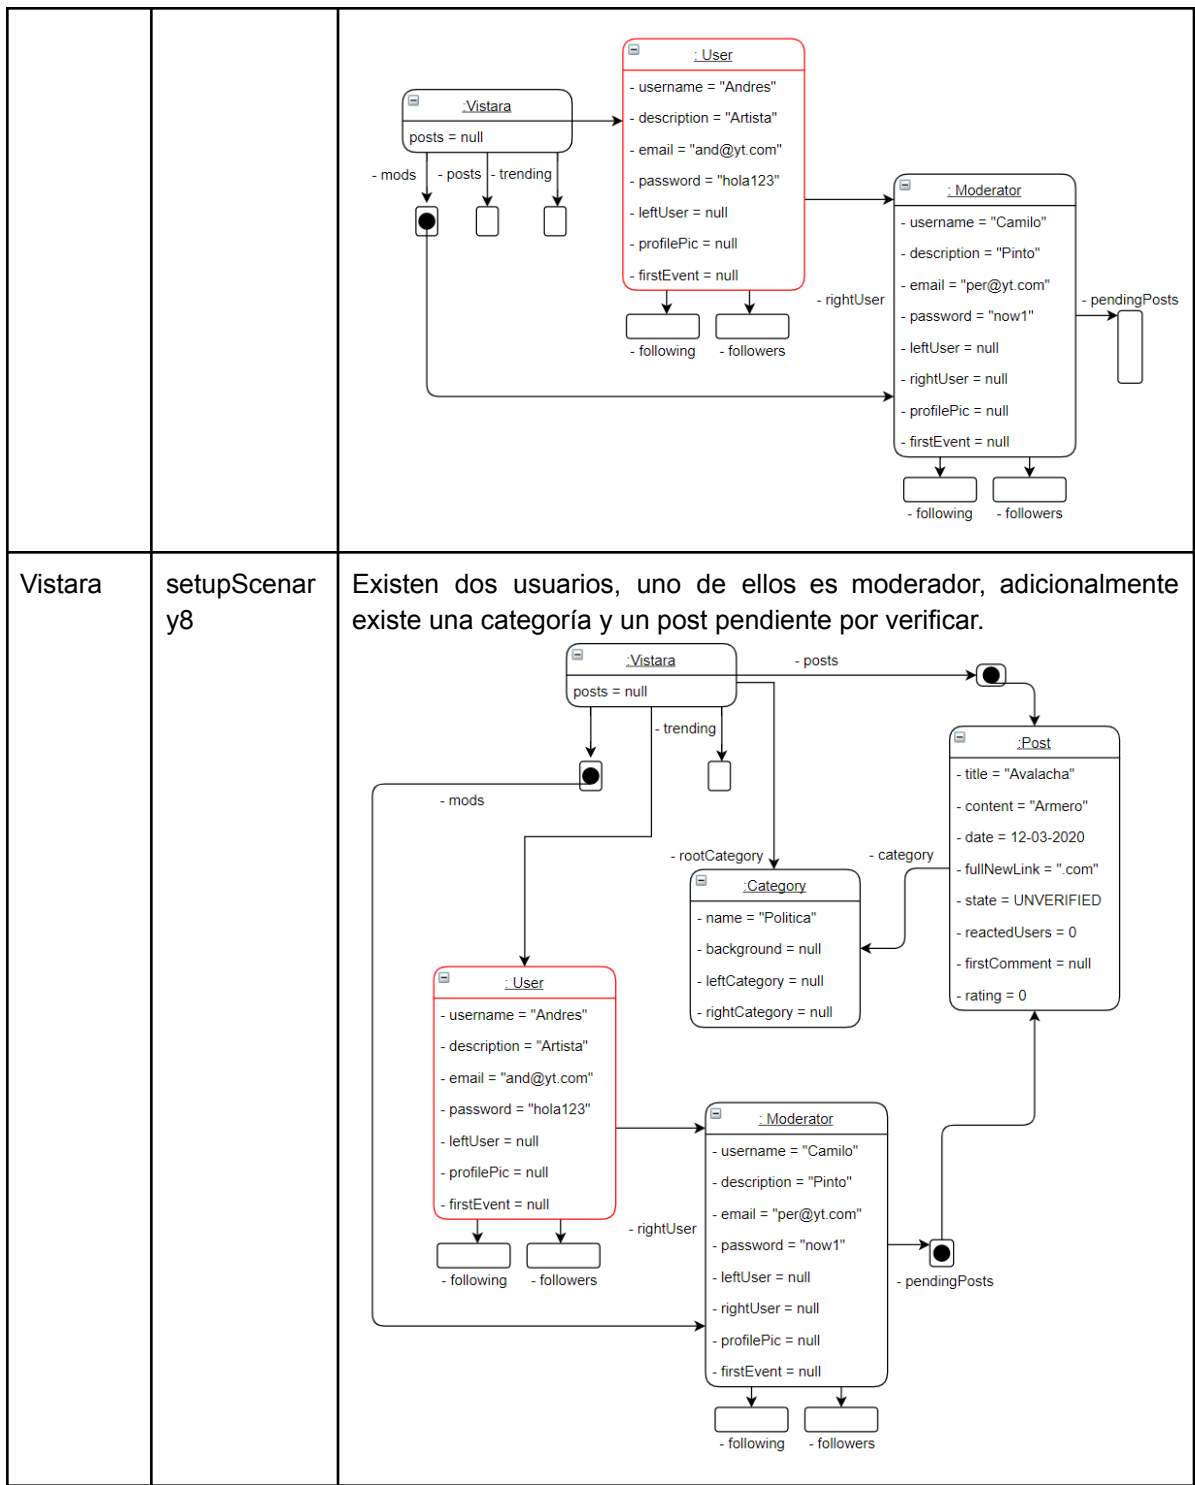 : User
- username = "Andres"
- description = "Artista"
- email = "and@yt.com"
- password = "hola123"
- leftUser = null
- profilePic = null
- firstEvent = null
- following
- followers
:Vistara
posts = null
- mods
- posts
- trending
- rightUser
: Moderator
- username = "Camilo"
- description = "Pinto"
- email = "per@yt.com"
- password = "now1"
- leftUser = null
- rightUser = null
- profilePic = null
- firstEvent = null
- pendingPosts
- following
- followers
Vistara
setupScenar
y8
Existen dos usuarios, uno de ellos es moderador, adicionalmente
existe una categoría y un post pendiente por verificar.
:Vistara
posts = null
- posts
- trending
- mods
- rootCategory
- category
:Post
- title = "Avalacha"
- content = "Armero"
- date = 12-03-2020
- fullNewLink = ".com"
- state = UNVERIFIED
- reactedUsers = 0
- firstComment = null
- rating = 0
:Category
- name = "Politica"
- background = null
- leftCategory = null
- rightCategory = null
: User
- username = "Andres"
- description = "Artista"
- email = "and@yt.com"
- password = "hola123"
- leftUser = null
- profilePic = null
- firstEvent = null
- following
- followers
- rightUser
: Moderator
- username = "Camilo"
- description = "Pinto"
- email = "per@yt.com"
- password = "now1"
- leftUser = null
- rightUser = null
- profilePic = null
- firstEvent = null
- pendingPosts
- following
- followers